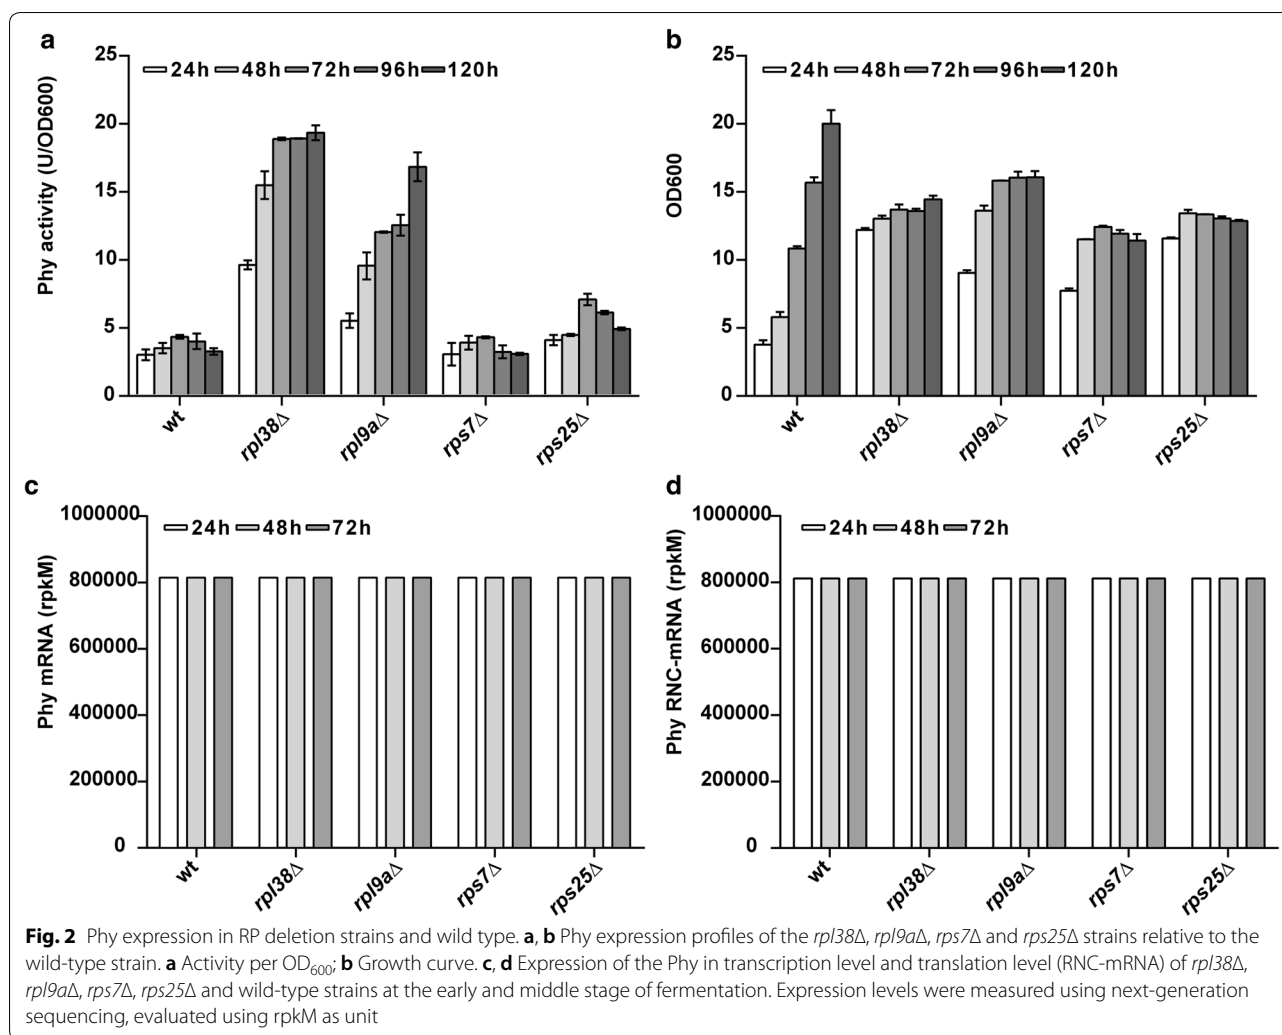 a
Phy activity (U/OD600)
25
20
15
10
5
0
24h 48h 72h 96h 120h
wt
rpl38Δ
rpl9aΔ
rps7Δ
rps25Δ
b
OD600
25
20
15
10
5
0
24h 48h 72h 96h 120h
wt
rpl38Δ
rpl9aΔ
rps7Δ
rps25Δ
c
Phy mRNA (rpkM)
1000000
800000
600000
400000
200000
0
24h 48h 72h
wt
rpl38Δ
rpl9aΔ
rps7Δ
rps25Δ
d
Phy RNC-mRNA (rpkM)
1000000
800000
600000
400000
200000
0
24h 48h 72h
wt
rpl38Δ
rpl9aΔ
rps7Δ
rps25Δ
Fig. 2 Phy expression in RP deletion strains and wild type. a, b Phy expression profiles of the rpl38Δ, rpl9aΔ, rps7Δ and rps25Δ strains relative to the
wild-type strain. a Activity per OD600; b Growth curve. c, d Expression of the Phy in transcription level and translation level (RNC-mRNA) of rpl38Δ,
rpl9aΔ, rps7Δ, rps25Δ and wild-type strains at the early and middle stage of fermentation. Expression levels were measured using next-generation
sequencing, evaluated using rpkM as unit